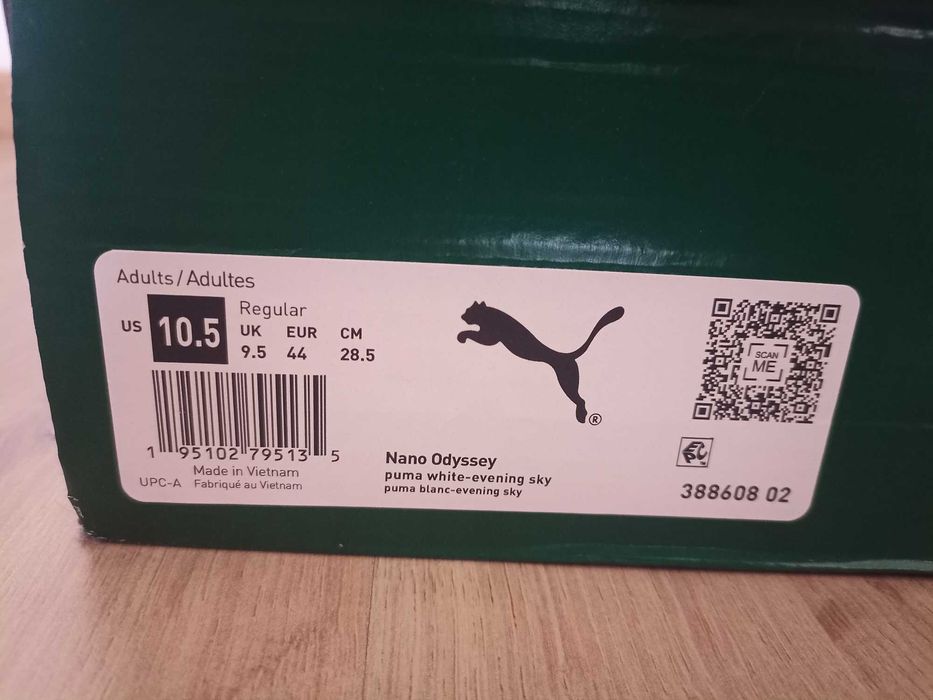 Adults/Adultes
US 10.5
Regular
UK EUR CM
9.5 44 28.5
1 95102 79513 5
Made in Vietnam
UPC-A Fabriqué au Vietnam
®
Nano Odyssey
puma white-evening sky
puma blanc-evening sky
SCAN
ME
388608 02